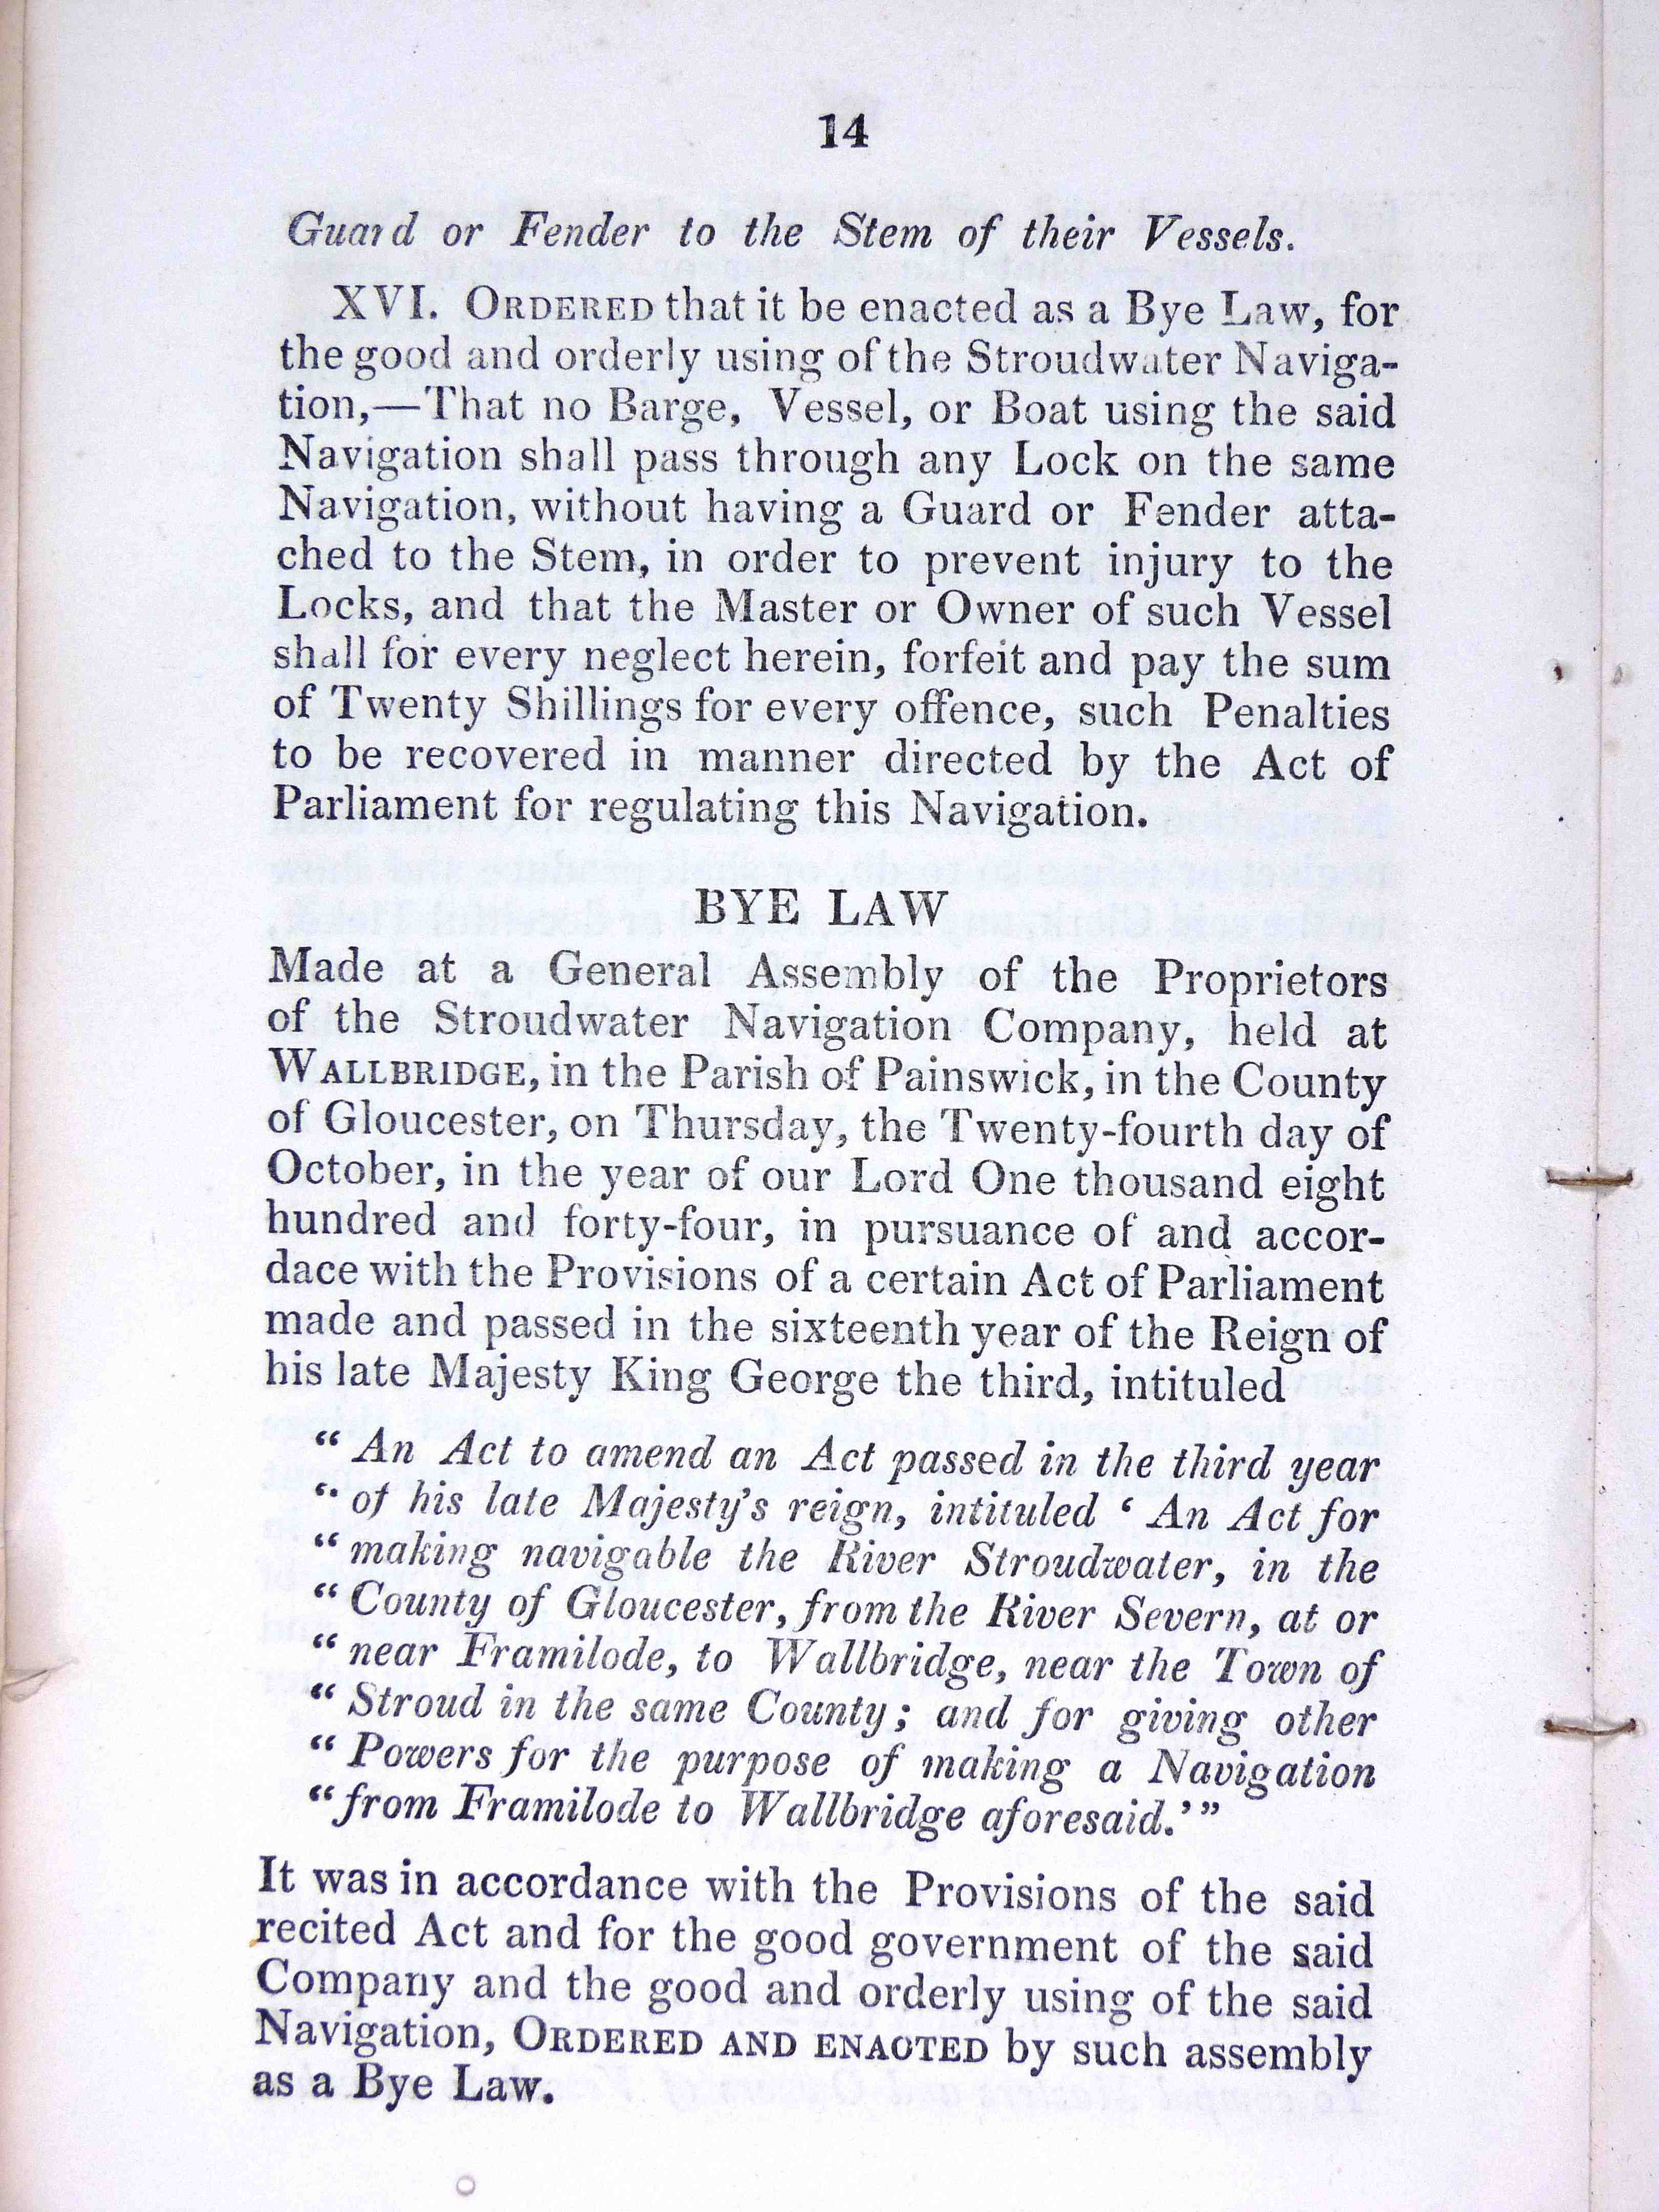 14
Guard or Fender to the Stem of their Vessels.
XVI. ORDERED that it be enacted as a Bye Law, for
the good and orderly using of the Stroudwater Naviga-
tion,—That no Barge, Vessel, or Boat using the said
Navigation shall pass through any Lock on the same
Navigation, without having a Guard or Fender atta-
ched to the Stem, in order to prevent injury to the
Locks, and that the Master or Owner of such Vessel
shall for every neglect herein, forfeit and pay the sum
of Twenty Shillings for every offence, such Penalties
to be recovered in manner directed by the Act of
Parliament for regulating this Navigation.
BYE LAW
Made at a General Assembly of the Proprietors
of the Stroudwater Navigation Company, held at
WALLBRIDGE, in the Parish of Painswick, in the County
of Gloucester, on Thursday, the Twenty-fourth day of
October, in the year of our Lord One thousand eight
hundred and forty-four, in pursuance of and accor-
dace with the Provisions of a certain Act of Parliament
made and passed in the sixteenth year of the Reign of
his late Majesty King George the third, intituled
“ An Act to amend an Act passed in the third year
“ of his late Majesty's reign, intituled ‘ An Act for
“ making navigable the River Stroudwater, in the
“ County of Gloucester, from the River Severn, at or
“ near Framilode, to Wallbridge, near the Town of
“ Stroud in the same County; and for giving other
“ Powers for the purpose of making a Navigation
“ from Framilode to Wallbridge aforesaid.’”
It was in accordance with the Provisions of the said
recited Act and for the good government of the said
Company and the good and orderly using of the said
Navigation, ORDERED AND ENACTED by such assembly
as a Bye Law.